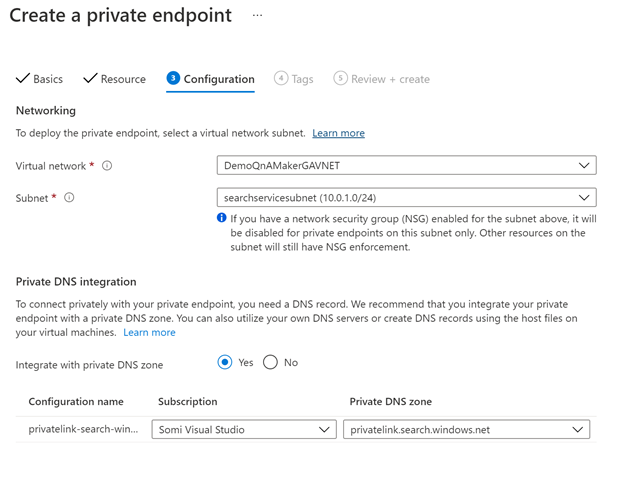 Create a private endpoint ...
Basics Resource 3 Configuration 4 Tags 5 Review + create
Networking
To deploy the private endpoint, select a virtual network subnet. Learn more
Virtual network * DemoQnAMakerGAVNET
Subnet * searchservicesubnet (10.0.1.0/24)
If you have a network security group (NSG) enabled for the subnet above, it will
be disabled for private endpoints on this subnet only. Other resources on the
subnet will still have NSG enforcement.
Private DNS integration
To connect privately with your private endpoint, you need a DNS record. We recommend that you integrate your private
endpoint with a private DNS zone. You can also utilize your own DNS servers or create DNS records using the host files on
your virtual machines. Learn more
Integrate with private DNS zone Yes No
Configuration name Subscription Private DNS zone
privatelink-search-win... Somi Visual Studio privatelink.search.windows.net